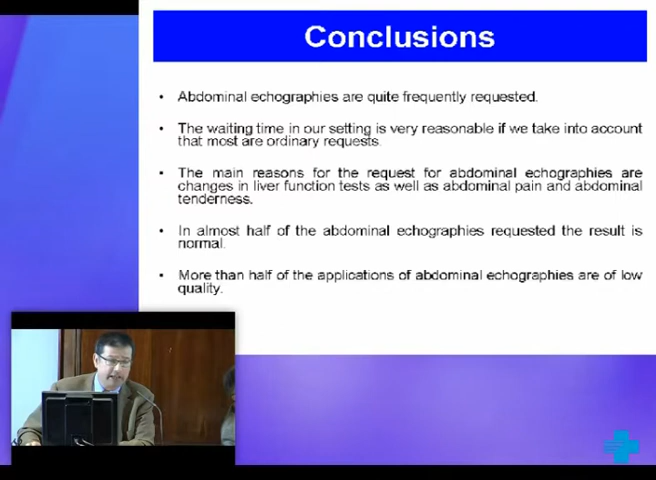 Conclusions
• Abdominal echographies are quite frequently requested.
• The waiting time in our setting is very reasonable if we take into account
that most are ordinary requests.
• The main reasons for the request for abdominal echographies are
changes in liver function tests as well as abdominal pain and abdominal
tenderness.
• In almost half of the abdominal echographies requested the result is
normal.
• More than half of the applications of abdominal echographies are of low
quality.